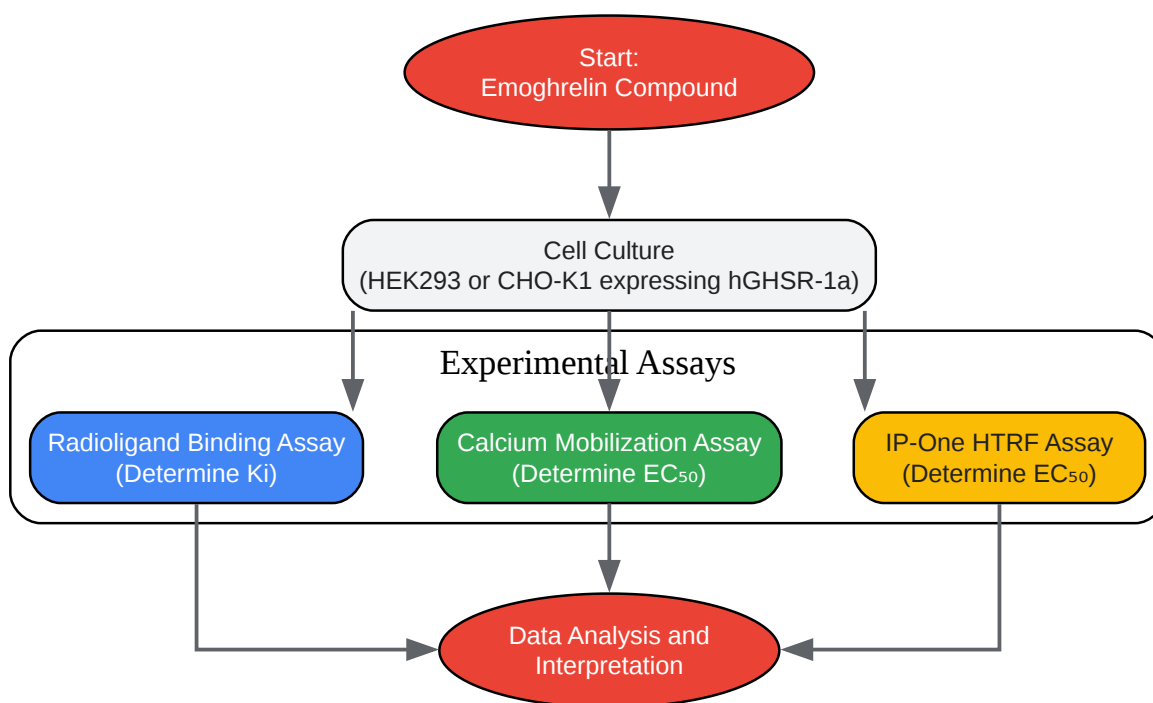 Start:
Emoghrelin Compound
Cell Culture
(HEK293 or CHO-K1 expressing hGHSR-1a)
Experimental Assays
Radioligand Binding Assay
(Determine Ki)
Calcium Mobilization Assay
(Determine EC₅₀)
IP-One HTRF Assay
(Determine EC₅₀)
Data Analysis and
Interpretation